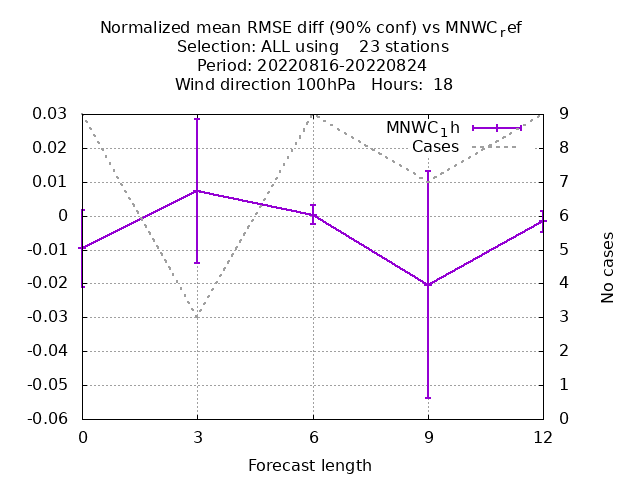 Normalized mean RMSE diff (90% conf) vs MNWC_ref
Selection: ALL using    23 stations
Period: 20220816-20220824
Wind direction 100hPa   Hours:  18
MNWC_1h
Cases
0.03
0.02
0.01
0
-0.01
-0.02
-0.03
-0.04
-0.05
-0.06
9
8
7
6
5
4
3
2
1
0
No cases
0 3 6 9 12
Forecast length